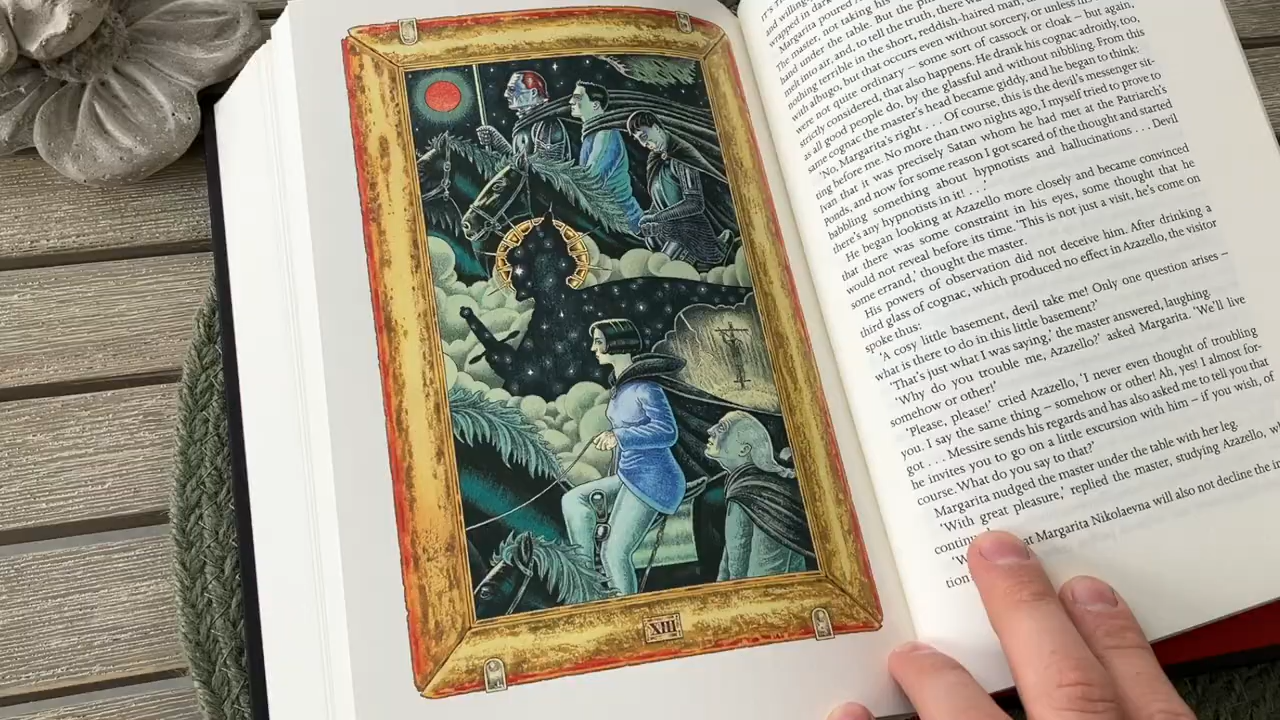 XIII
it's
and willing
wrapped in dark
Margarita poured
master, not taking his
hand under the table. But the
melt into air, and, to tell the truth, there was
nothing terrible in the short, reddish-haired man,
with albugo, but that occurs even without sorcery, or unless his
were not quite ordinary – some sort of cassock or cloak – but again,
strictly considered, that also happens. He drank his cognac adroitly, too,
as all good people do, by the glassful and without nibbling. From this
same cognac the master's head became giddy, and he began to think:
'No, Margarita's right . . . Of course, this is the devil's messenger sit-
ting before me. No more than two nights ago, I myself tried to prove to
Ivan that it was precisely Satan whom he had met at the Patriarch's
Ponds, and now for some reason I got scared of the thought and started
babbling something about hypnotists and hallucinations . . . Devil
there's any hypnotists in it! . . .'
He began looking at Azazello more closely and became convinced
that there was some constraint in his eyes, some thought that he
would not reveal before its time. 'This is not just a visit, he's come on
some errand,' thought the master.
His powers of observation did not deceive him. After drinking a
third glass of cognac, which produced no effect in Azazello, the visitor
spoke thus:
'A cosy little basement, devil take me! Only one question arises –
what is there to do in this little basement?'
'That's just what I was saying,' the master answered, laughing.
'Why do you trouble me, Azazello?' asked Margarita. 'We'll live
somehow or other!'
'Please, please!' cried Azazello, 'I never even thought of troubling
you. I say the same thing – somehow or other! Ah, yes! I almost for-
got . . . Messire sends his regards and has also asked me to tell you that
he invites you to go on a little excursion with him – if you wish, of
course. What do you say to that?'
Margarita nudged the master under the table with her leg.
'With great pleasure,' replied the master, studying Azazello, who
continu
'W at Margarita Nikolaevna will also not decline the in
tion